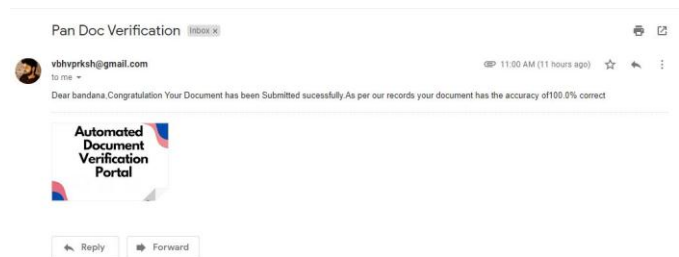 Pan Doc Verification Inbox x
vbhvprksh@gmail.com 11:00 AM (11 hours ago)
to me
Dear bandana,Congratulation Your Document has been Submitted sucessfully.As per our records your document has the accuracy of100.0% correct
Automated
Document
Verification
Portal
Reply Forward